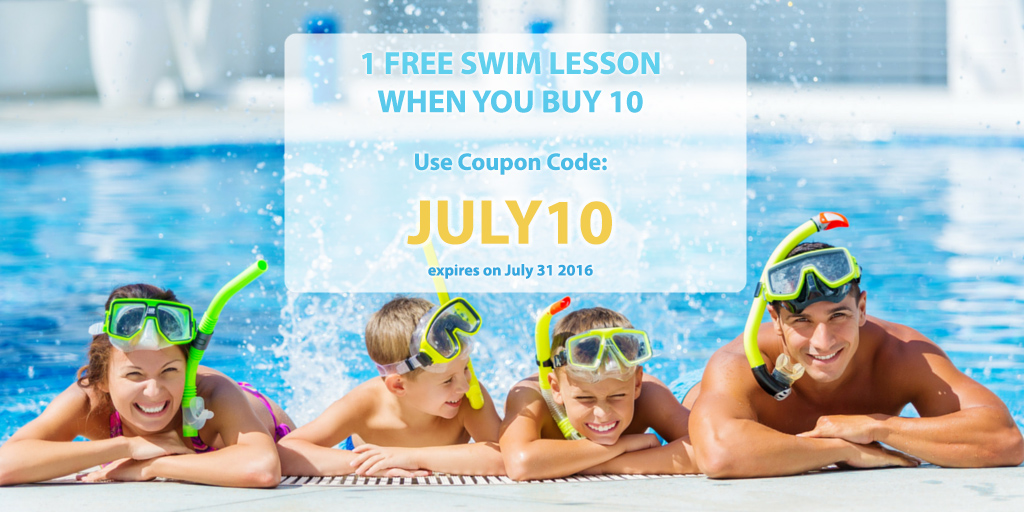 1 FREE SWIM LESSON
WHEN YOU BUY 10
Use Coupon Code:
JULY10
expires on July 31 2016